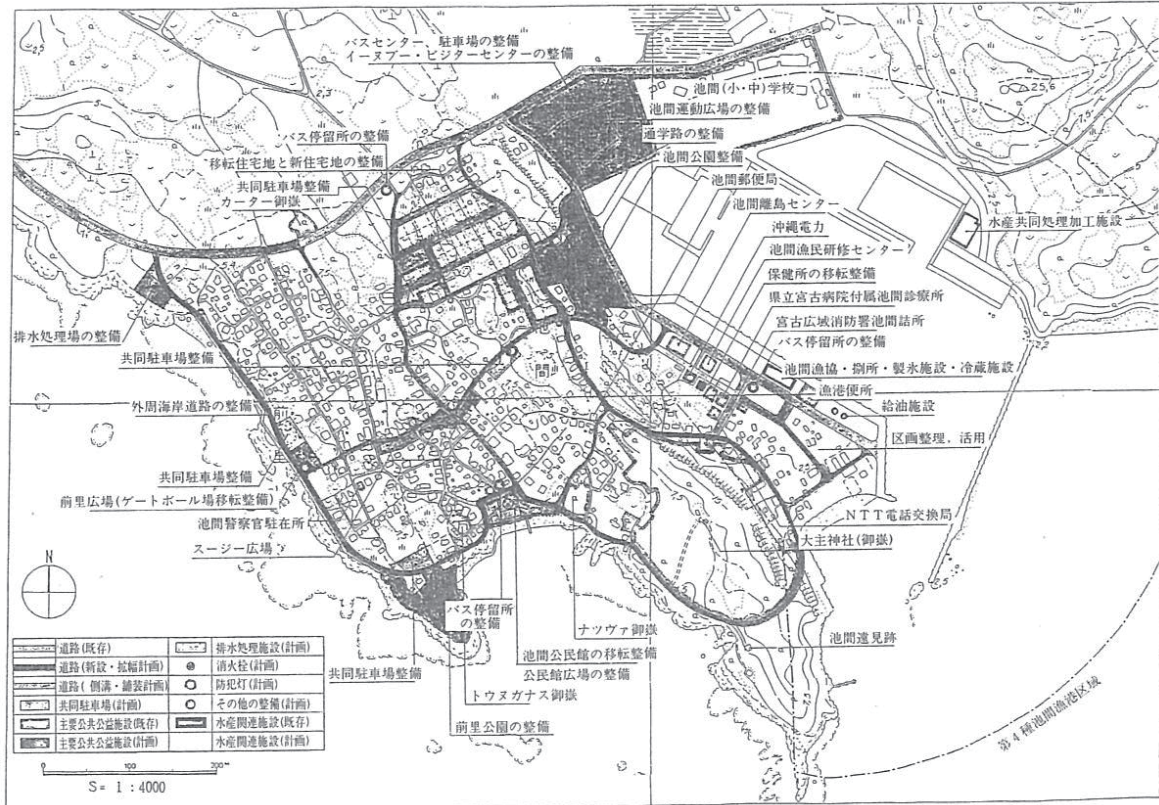 バスセンター、駐車場の整備
イーヌブー・ビジターセンターの整備
池間(小・中)学校
池間運動広場の整備
バス停留所の整備
通学路の整備
移転住宅地と新住宅地の整備
池間公園整備
共同駐車場整備
池間郵便局
カーター御嶽
池間離島センター
水産共同処理加工施設
沖縄電力
池間漁民研修センター
保健所の移転整備
県立宮古病院付属池間診療所
宮古広域消防署池間詰所
排水処理場の整備
バス停留所の整備
共同駐車場整備
池間漁協・捌所・製氷施設・冷蔵施設
漁港便所
外周海岸道路の整備
給油施設
前
区画整理、活用
共同駐車場整備
前里広場(ゲートボール場移転整備)
NTT電話交換局
池間警察官駐在所
大主神社(御嶽)
スージー広場
N
バス停留所
の整備
ナツヴァ御嶽
池間遠見跡
池間公民館の移転整備
共同駐車場整備
公民館広場の整備
トウヌガナス御嶽
前里公園の整備
第4種池間漁港区域
道路(既存)
排水処理施設(計画)
道路(新設・拡幅計画)
消火栓(計画)
道路(側溝・舗装計画)
防犯灯(計画)
共同駐車場(計画)
その他の整備(計画)
主要公共公益施設(既存)
水産関連施設(既存)
主要公共公益施設(計画)
水産関連施設(計画)
0 100 200m
S= 1 : 4000
25,6